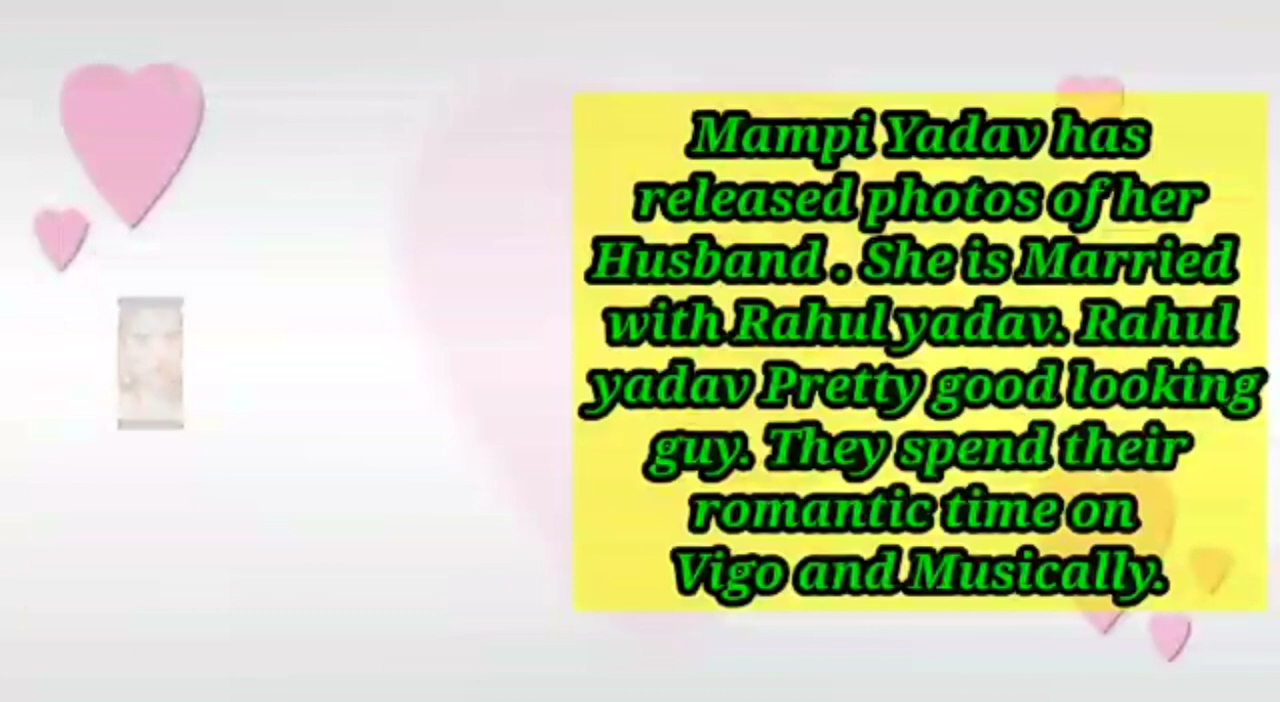 Mampi Yadav has
released photos of her
Husband . She is Married
with Rahul yadav. Rahul
yadav Pretty good looking
guy. They spend their
romantic time on
Vigo and Musically.